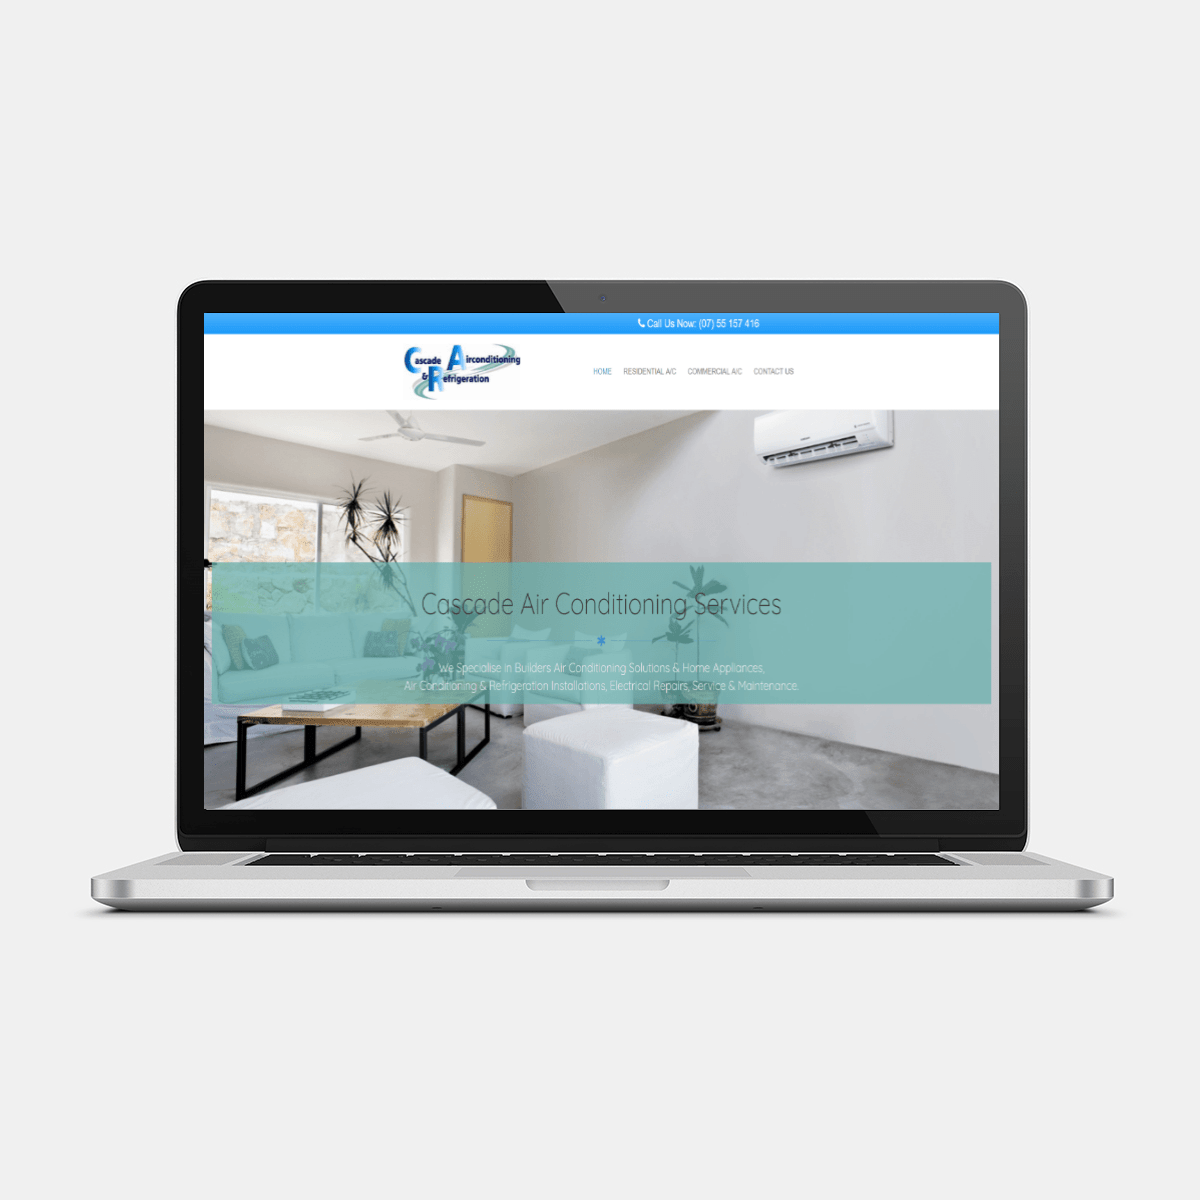 Call Us Now: (07) 55 157 416
Cascade Airconditioning
& Refrigeration
HOME RESIDENTIAL A/C COMMERCIAL A/C CONTACT US
Cascade Air Conditioning Services
We Specialise in Builders Air Conditioning Solutions & Home Appliances,
Air Conditioning & Refrigeration Installations, Electrical Repairs, Service & Maintenance.